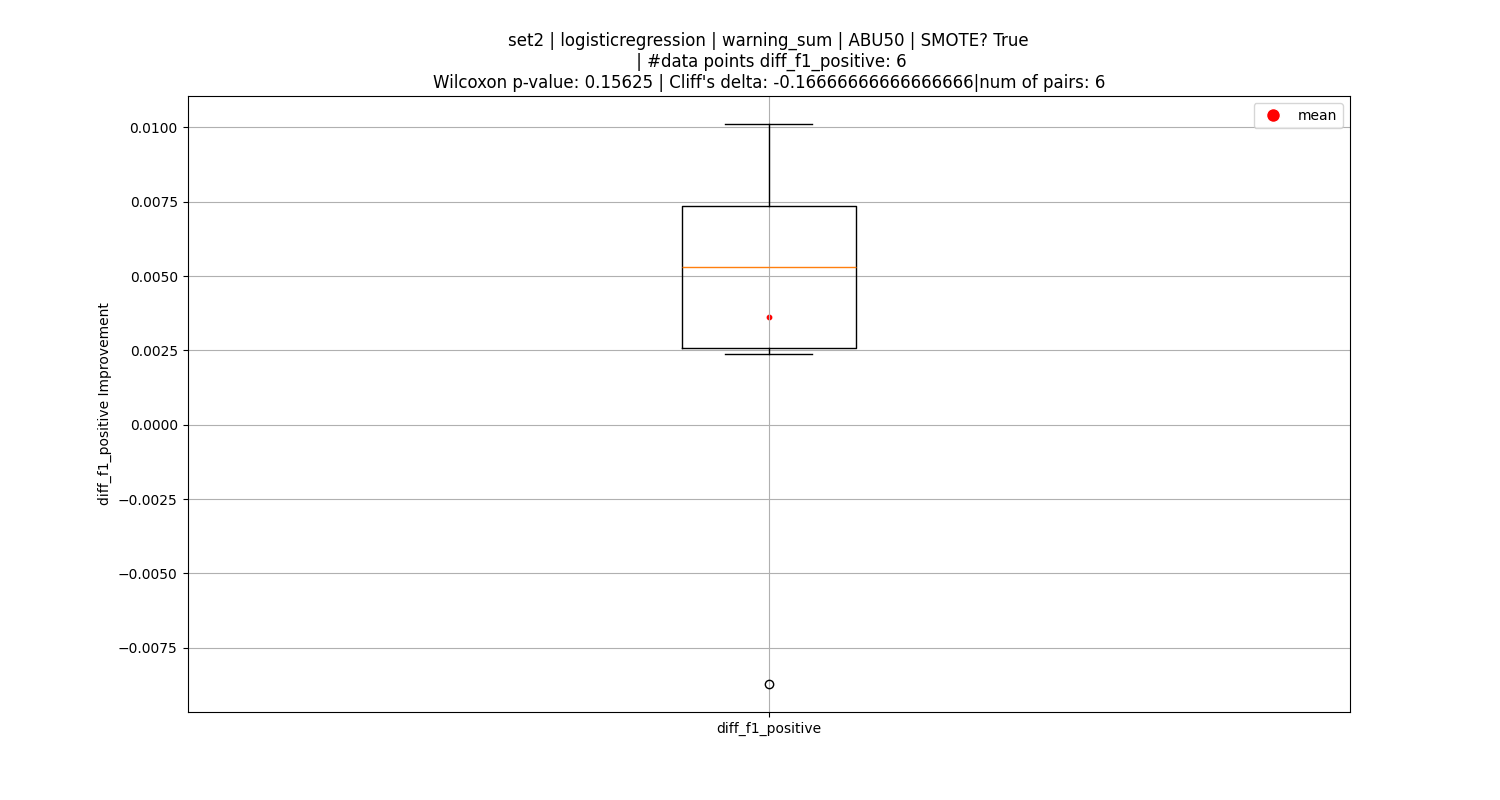 set2 | logisticregression | warning_sum | ABU50 | SMOTE? True
| #data points diff_f1_positive: 6
Wilcoxon p-value: 0.15625 | Cliff's delta: -0.16666666666666666|num of pairs: 6
mean
0.0100
0.0075
0.0050
0.0025
0.0000
−0.0025
−0.0050
−0.0075
diff_f1_positive Improvement
diff_f1_positive